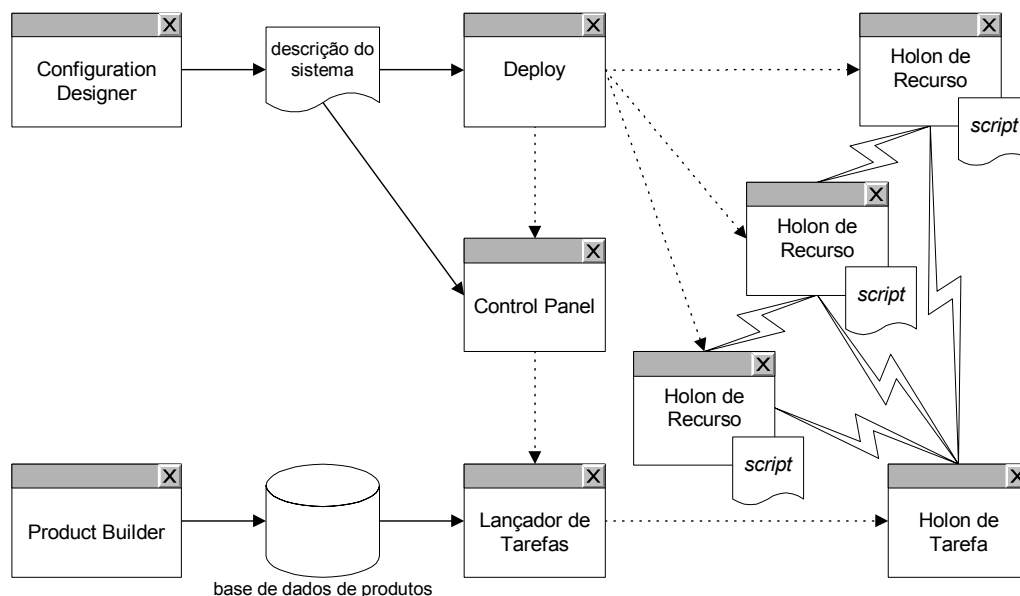 X
Configuration
Designer
descrição do
sistema
X
Deploy
X
Holon de
Recurso
script
X
Holon de
Recurso
script
X
Control Panel
X
Holon de
Recurso
script
X
Product Builder
base de dados de produtos
X
Lançador de
Tarefas
X
Holon de
Tarefa